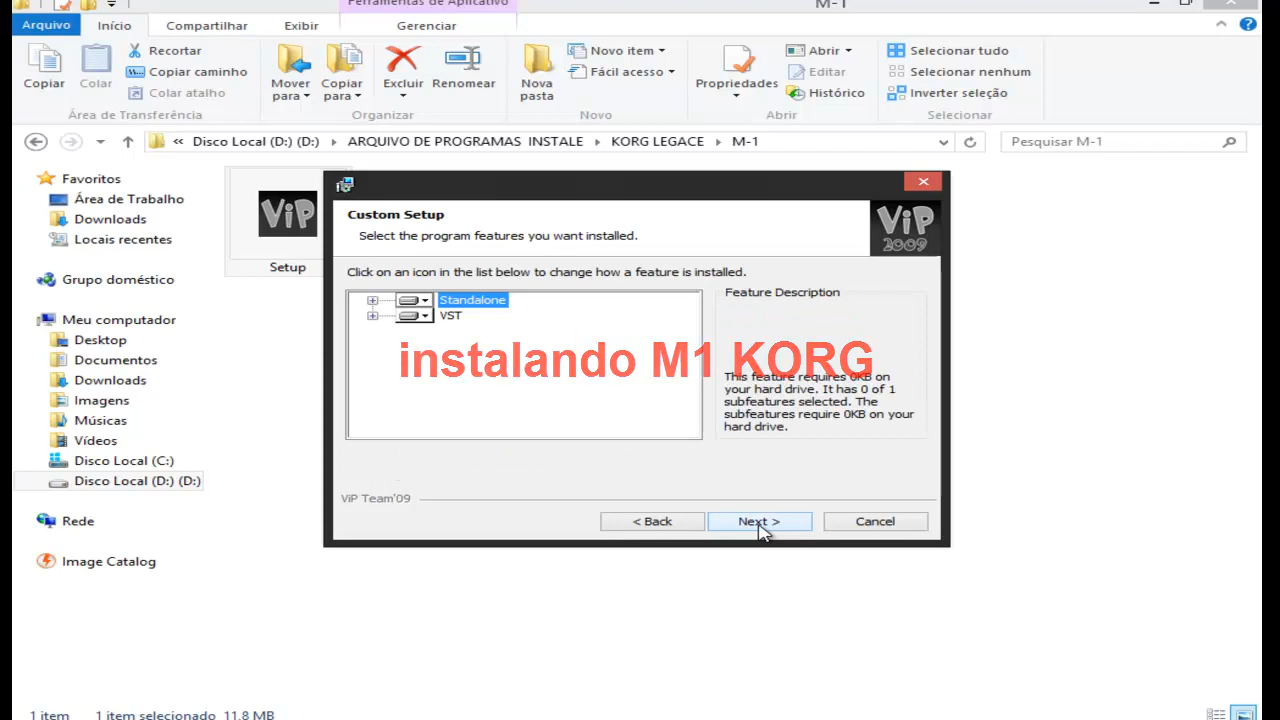 Ferramentas de Aplicativo
M-1
Arquivo Início Compartilhar Exibir Gerenciar
Copiar
Colar
Recortar
Copiar caminho
Colar atalho
Área de Transferência
Mover para
Copiar para
Excluir
Renomear
Organizar
Nova pasta
Novo item
Fácil acesso
Novo
Propriedades
Abrir
Editar
Histórico
Abrir
Selecionar tudo
Selecionar nenhum
Inverter seleção
Selecionar
« Disco Local (D:) (D:) ARQUIVO DE PROGRAMAS INSTALE KORG LEGACE M-1
Pesquisar M-1
Favoritos
Área de Trabalho
Downloads
Locais recentes
Grupo doméstico
Meu computador
Desktop
Documentos
Downloads
Imagens
Músicas
Vídeos
Disco Local (C:)
Disco Local (D:) (D:)
Rede
Image Catalog
ViP
Setup
Custom Setup
Select the program features you want installed.
ViP
2009
Click on an icon in the list below to change how a feature is installed.
Standalone
VST
Feature Description
instalando M1 KORG
This feature requires 0KB on
your hard drive. It has 0 of 1
subfeatures selected. The
subfeatures require 0KB on your
hard drive.
ViP Team'09
< Back
Next >
Cancel
1 item 1 item selecionado 11,8 MB